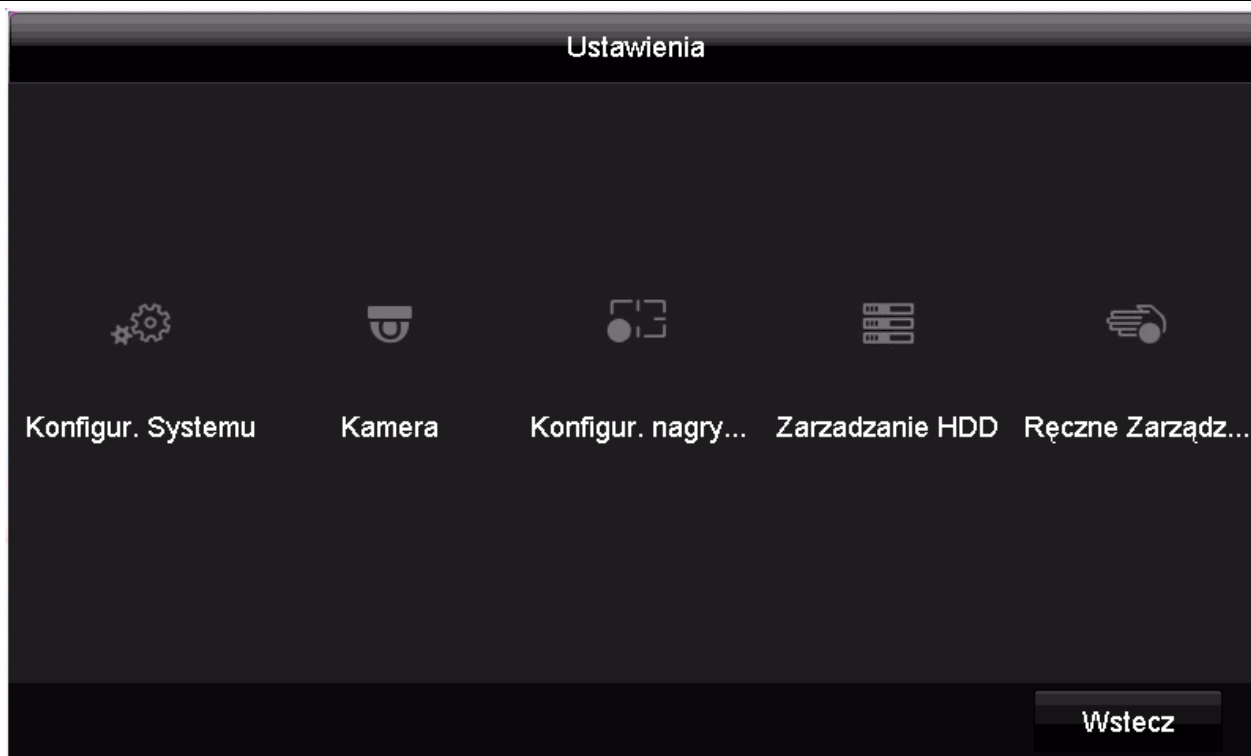 Ustawienia
Konfigur. Systemu
Kamera
Konfigur. nagry...
Zarzadzanie HDD
Ręczne Zarządz...
Wstecz